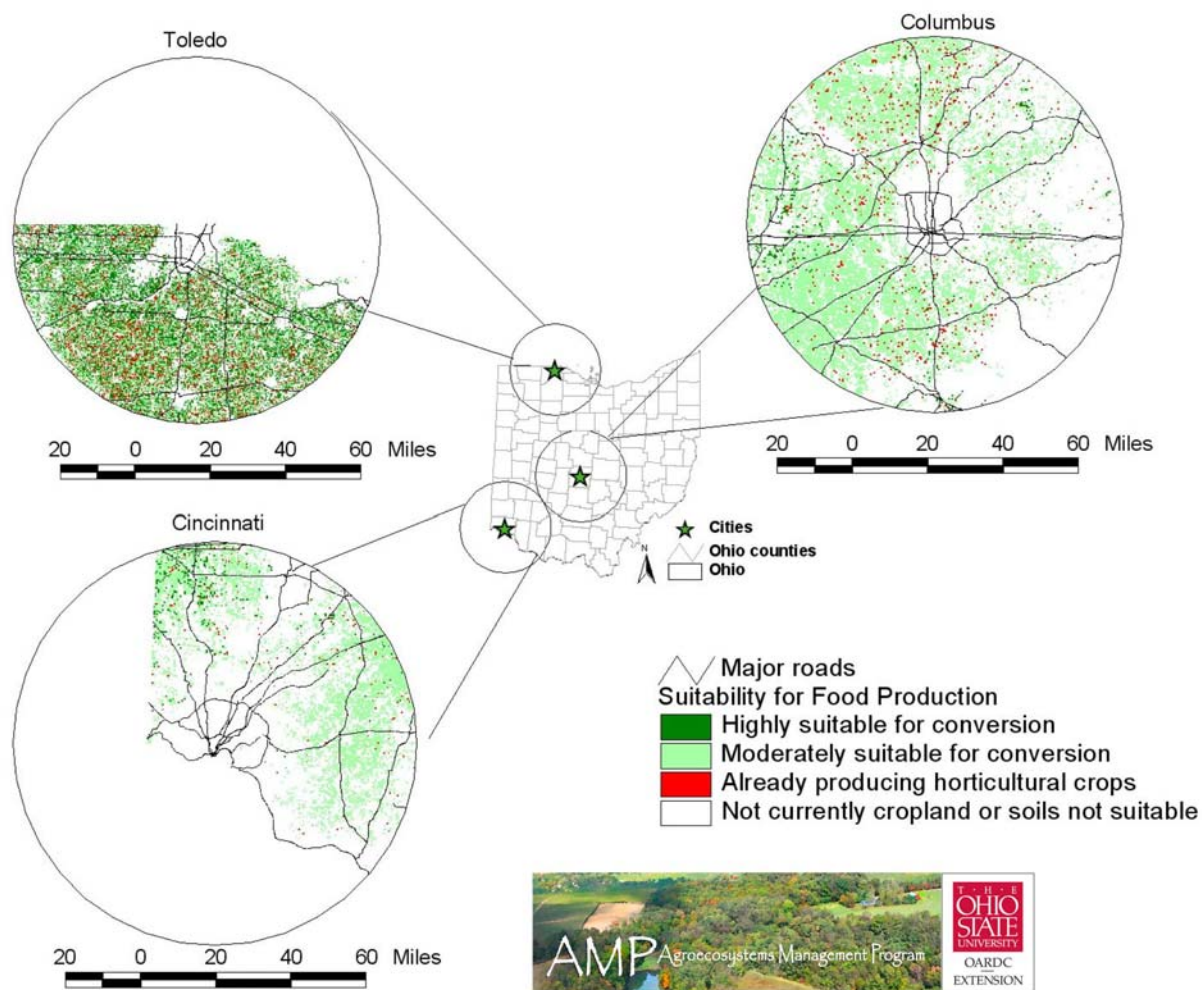 Toledo
Columbus
20 0 20 40 60 Miles
20 0 20 40 60 Miles
Cincinnati
Cities
N
Ohio counties
Ohio
Major roads
Suitability for Food Production
Highly suitable for conversion
Moderately suitable for conversion
Already producing horticultural crops
Not currently cropland or soils not suitable
20 0 20 40 60 Miles
AMP Agroecosystems Management Program
T·H·E
OHIO
STATE
UNIVERSITY
OARDC
EXTENSION